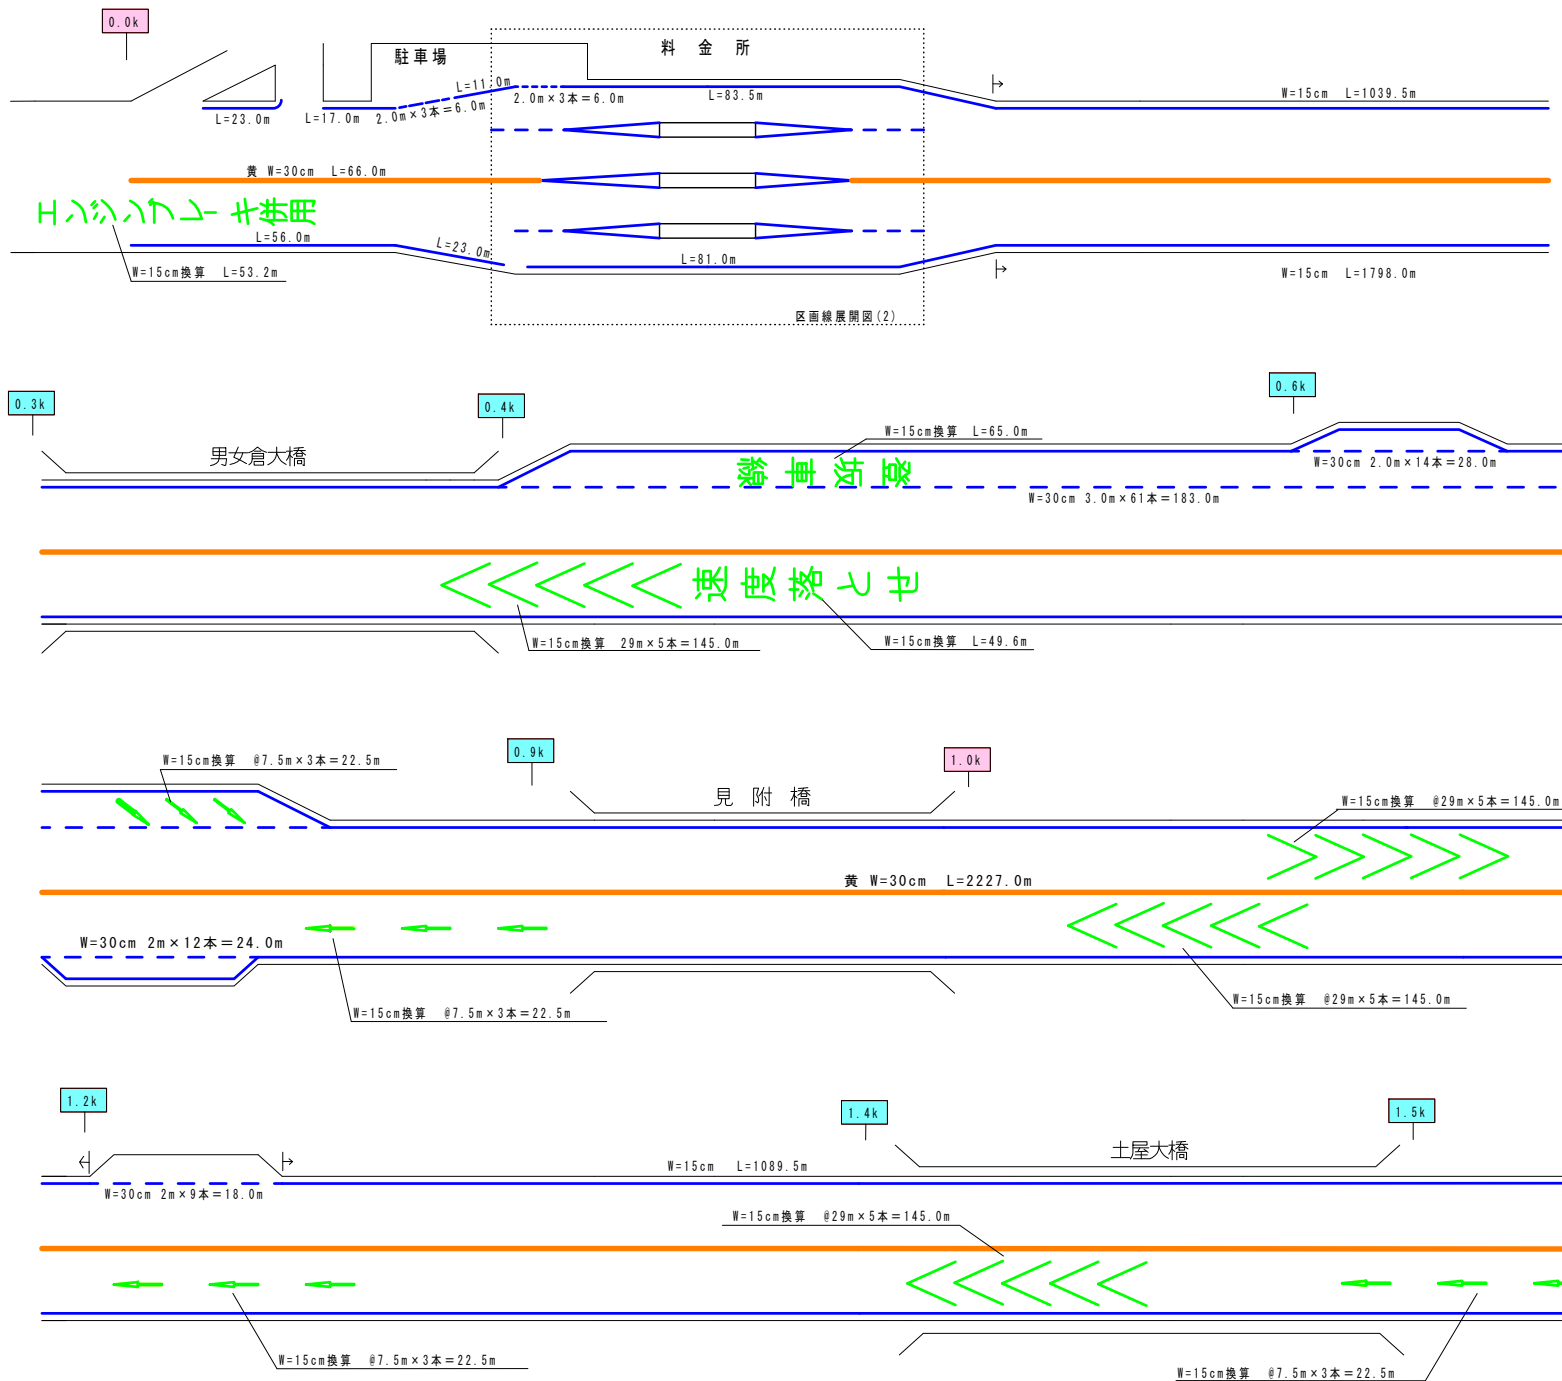 0.0k
駐車場
料金所
L=11.0m
2.0m×3本=6.0m
L=83.5m
W=15cm L=1039.5m
L=23.0m
L=17.0m
2.0m×3本=6.0m
黄 W=30cm L=66.0m
エンジンブレーキ併用
L=56.0m
L=23.0m
L=81.0m
W=15cm換算 L=53.2m
W=15cm L=1798.0m
区画線展開図(2)
0.3k
0.4k
0.6k
男女倉大橋
W=15cm換算 L=65.0m
W=30cm 2.0m×14本=28.0m
W=30cm 3.0m×61本=183.0m
速度落とせ
W=15cm換算 29m×5本=145.0m
W=15cm換算 L=49.6m
W=15cm換算 @7.5m×3本=22.5m
0.9k
見附橋
1.0k
W=15cm換算 @29m×5本=145.0m
黄 W=30cm L=2227.0m
W=30cm 2m×12本=24.0m
W=15cm換算 @7.5m×3本=22.5m
W=15cm換算 @29m×5本=145.0m
1.2k
1.4k
1.5k
土屋大橋
W=15cm L=1089.5m
W=30cm 2m×9本=18.0m
W=15cm換算 @29m×5本=145.0m
W=15cm換算 @7.5m×3本=22.5m
W=15cm換算 @7.5m×3本=22.5m